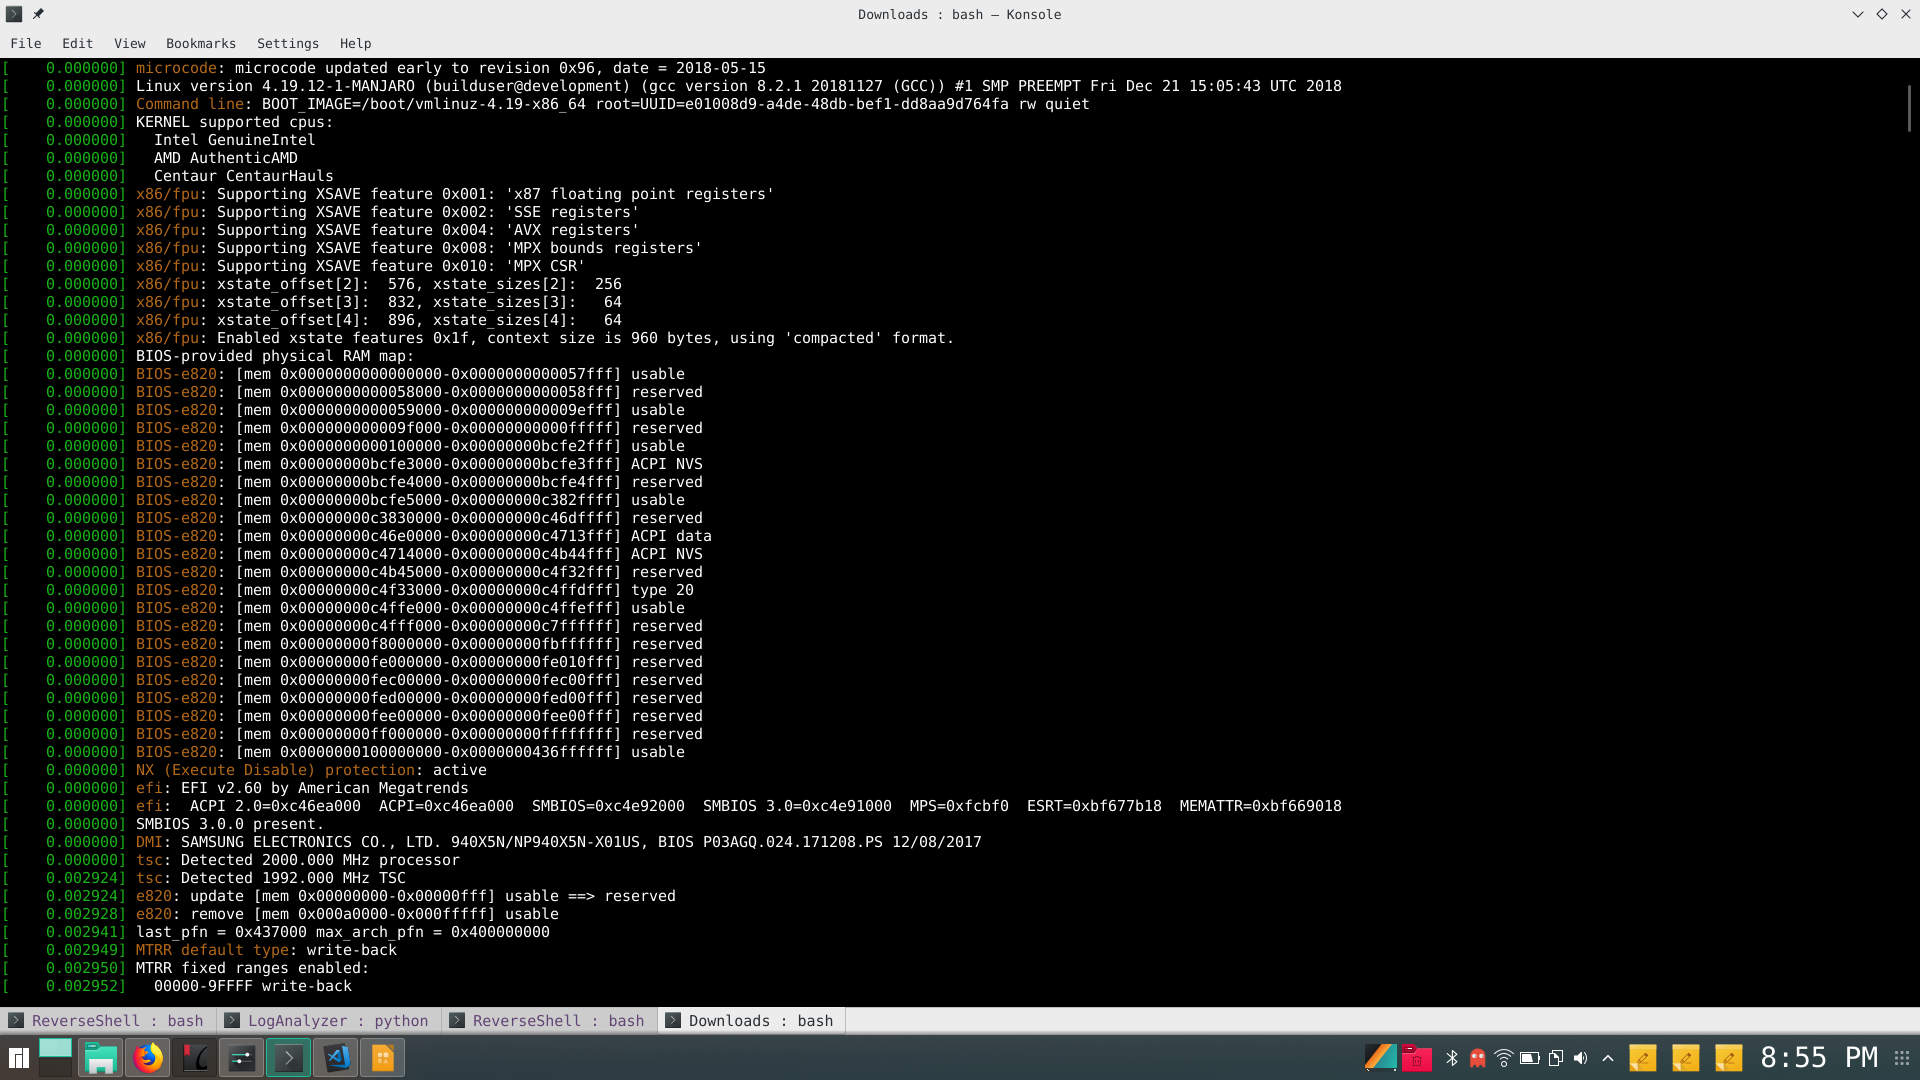 Downloads : bash — Konsole
File Edit View Bookmarks Settings Help
[    0.000000] microcode: microcode updated early to revision 0x96, date = 2018-05-15
[    0.000000] Linux version 4.19.12-1-MANJARO (builduser@development) (gcc version 8.2.1 20181127 (GCC)) #1 SMP PREEMPT Fri Dec 21 15:05:43 UTC 2018
[    0.000000] Command line: BOOT_IMAGE=/boot/vmlinuz-4.19-x86_64 root=UUID=e01008d9-a4de-48db-bef1-dd8aa9d764fa rw quiet
[    0.000000] KERNEL supported cpus:
[    0.000000]   Intel GenuineIntel
[    0.000000]   AMD AuthenticAMD
[    0.000000]   Centaur CentaurHauls
[    0.000000] x86/fpu: Supporting XSAVE feature 0x001: 'x87 floating point registers'
[    0.000000] x86/fpu: Supporting XSAVE feature 0x002: 'SSE registers'
[    0.000000] x86/fpu: Supporting XSAVE feature 0x004: 'AVX registers'
[    0.000000] x86/fpu: Supporting XSAVE feature 0x008: 'MPX bounds registers'
[    0.000000] x86/fpu: Supporting XSAVE feature 0x010: 'MPX CSR'
[    0.000000] x86/fpu: xstate_offset[2]:  576, xstate_sizes[2]:  256
[    0.000000] x86/fpu: xstate_offset[3]:  832, xstate_sizes[3]:   64
[    0.000000] x86/fpu: xstate_offset[4]:  896, xstate_sizes[4]:   64
[    0.000000] x86/fpu: Enabled xstate features 0x1f, context size is 960 bytes, using 'compacted' format.
[    0.000000] BIOS-provided physical RAM map:
[    0.000000] BIOS-e820: [mem 0x0000000000000000-0x0000000000057fff] usable
[    0.000000] BIOS-e820: [mem 0x0000000000058000-0x0000000000058fff] reserved
[    0.000000] BIOS-e820: [mem 0x0000000000059000-0x000000000009efff] usable
[    0.000000] BIOS-e820: [mem 0x000000000009f000-0x00000000000fffff] reserved
[    0.000000] BIOS-e820: [mem 0x0000000000100000-0x00000000bcfe2fff] usable
[    0.000000] BIOS-e820: [mem 0x00000000bcfe3000-0x00000000bcfe3fff] ACPI NVS
[    0.000000] BIOS-e820: [mem 0x00000000bcfe4000-0x00000000bcfe4fff] reserved
[    0.000000] BIOS-e820: [mem 0x00000000bcfe5000-0x00000000c382ffff] usable
[    0.000000] BIOS-e820: [mem 0x00000000c3830000-0x00000000c46dffff] reserved
[    0.000000] BIOS-e820: [mem 0x00000000c46e0000-0x00000000c4713fff] ACPI data
[    0.000000] BIOS-e820: [mem 0x00000000c4714000-0x00000000c4b44fff] ACPI NVS
[    0.000000] BIOS-e820: [mem 0x00000000c4b45000-0x00000000c4f32fff] reserved
[    0.000000] BIOS-e820: [mem 0x00000000c4f33000-0x00000000c4ffdfff] type 20
[    0.000000] BIOS-e820: [mem 0x00000000c4ffe000-0x00000000c4ffefff] usable
[    0.000000] BIOS-e820: [mem 0x00000000c4fff000-0x00000000c7ffffff] reserved
[    0.000000] BIOS-e820: [mem 0x00000000f8000000-0x00000000fbffffff] reserved
[    0.000000] BIOS-e820: [mem 0x00000000fe000000-0x00000000fe010fff] reserved
[    0.000000] BIOS-e820: [mem 0x00000000fec00000-0x00000000fec00fff] reserved
[    0.000000] BIOS-e820: [mem 0x00000000fed00000-0x00000000fed00fff] reserved
[    0.000000] BIOS-e820: [mem 0x00000000fee00000-0x00000000fee00fff] reserved
[    0.000000] BIOS-e820: [mem 0x00000000ff000000-0x00000000ffffffff] reserved
[    0.000000] BIOS-e820: [mem 0x0000000100000000-0x0000000436ffffff] usable
[    0.000000] NX (Execute Disable) protection: active
[    0.000000] efi: EFI v2.60 by American Megatrends
[    0.000000] efi:  ACPI 2.0=0xc46ea000  ACPI=0xc46ea000  SMBIOS=0xc4e92000  SMBIOS 3.0=0xc4e91000  MPS=0xfcbf0  ESRT=0xbf677b18  MEMATTR=0xbf669018
[    0.000000] SMBIOS 3.0.0 present.
[    0.000000] DMI: SAMSUNG ELECTRONICS CO., LTD. 940X5N/NP940X5N-X01US, BIOS P03AGQ.024.171208.PS 12/08/2017
[    0.000000] tsc: Detected 2000.000 MHz processor
[    0.002924] tsc: Detected 1992.000 MHz TSC
[    0.002924] e820: update [mem 0x00000000-0x00000fff] usable ==> reserved
[    0.002928] e820: remove [mem 0x000a0000-0x000fffff] usable
[    0.002941] last_pfn = 0x437000 max_arch_pfn = 0x400000000
[    0.002949] MTRR default type: write-back
[    0.002950] MTRR fixed ranges enabled:
[    0.002952]   00000-9FFFF write-back
ReverseShell : bash LogAnalyzer : python ReverseShell : bash Downloads : bash
8:55 PM